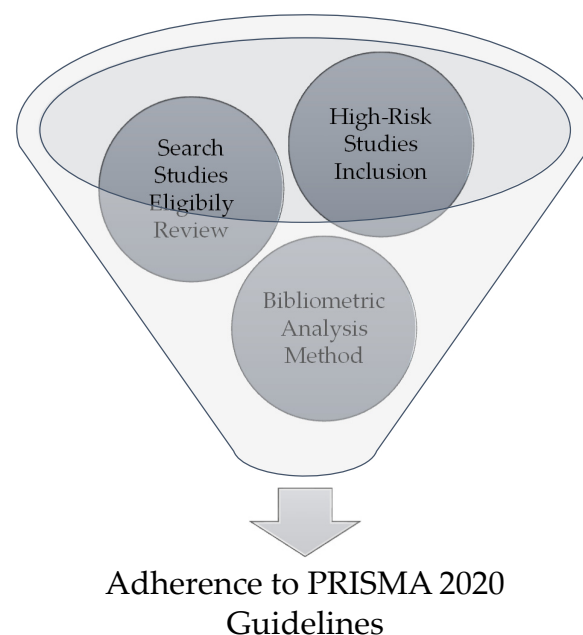 High-Risk
Studies
Inclusion
Search
Studies
Eligibily
Review
Bibliometric
Analysis
Method
Adherence to PRISMA 2020
Guidelines